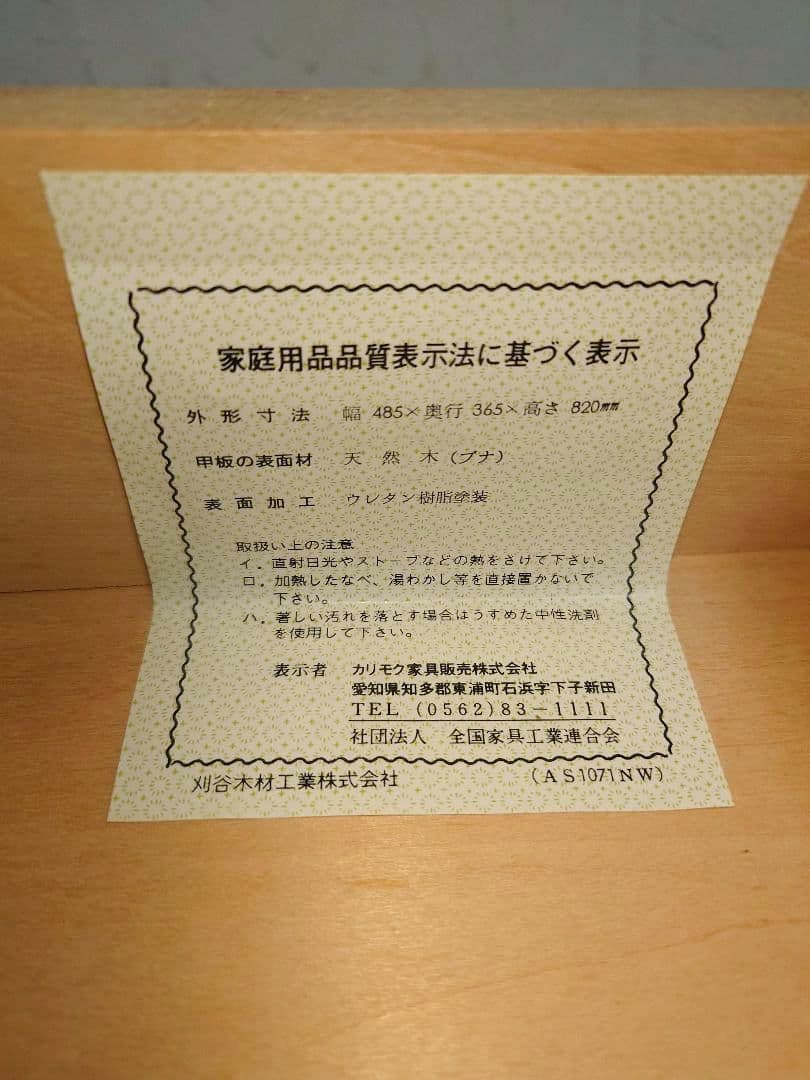 家庭用品品質表示法に基づく表示
外形寸法 幅 485×奥行 365×高さ 820㎜
甲板の表面材 天然木(ブナ)
表面加工 ウレタン樹脂塗装
取扱い上の注意
イ．直射日光やストーブなどの熱をさけて下さい。
ロ．加熱したなべ、湯わかし等を直接置かないで
下さい。
ハ．著しい汚れを落とす場合はうすめた中性洗剤
を使用して下さい。
表示者 カリモク家具販売株式会社
愛知県知多郡東浦町石浜字下子新田
TEL (0562)83－1111
社団法人 全国家具工業連合会
刈谷木材工業株式会社 (AS1071NW)